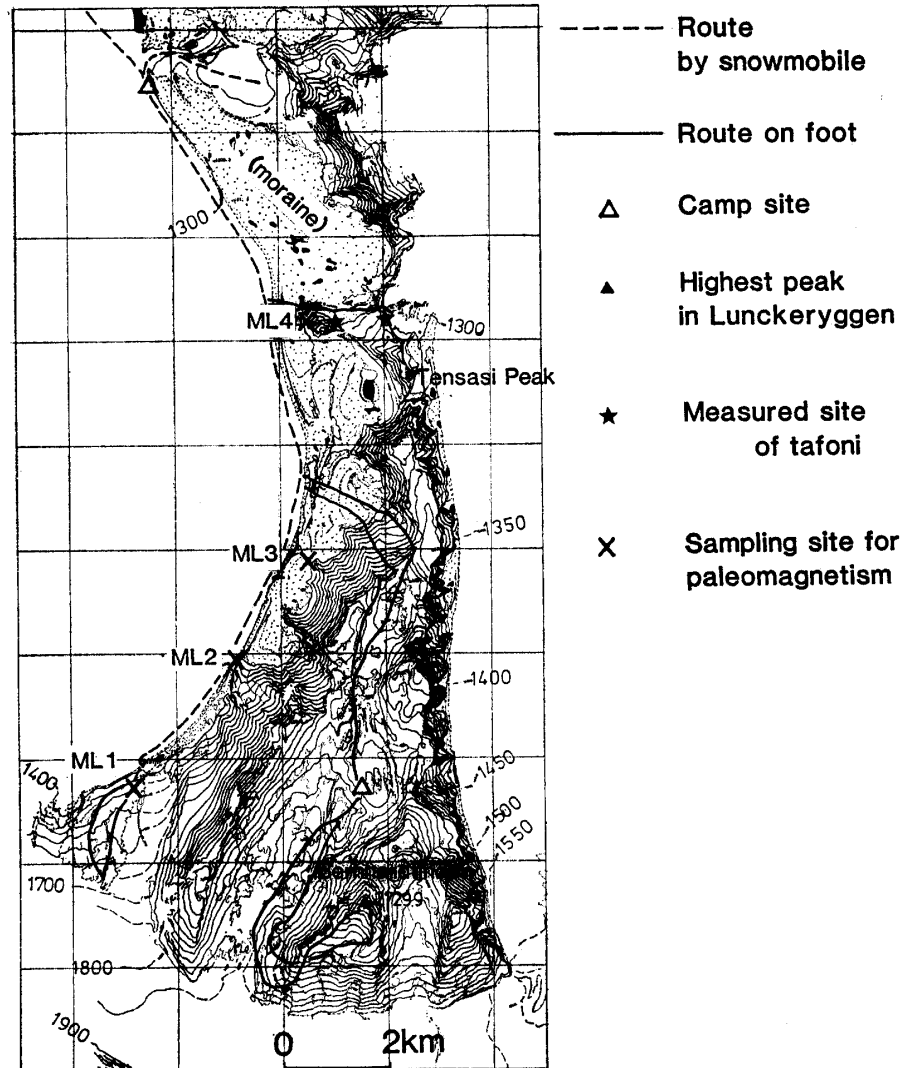 Route
by snowmobile
Route on foot
Camp site
Highest peak
in Lunckeryggen
Measured site
of tafoni
Sampling site for
paleomagnetism
(moraine)
1300
ML4
1300
Tensasi Peak
1350
ML3
ML2
1400
ML1
1400
1450
1500
1550
1700
1800
1900
0
2km